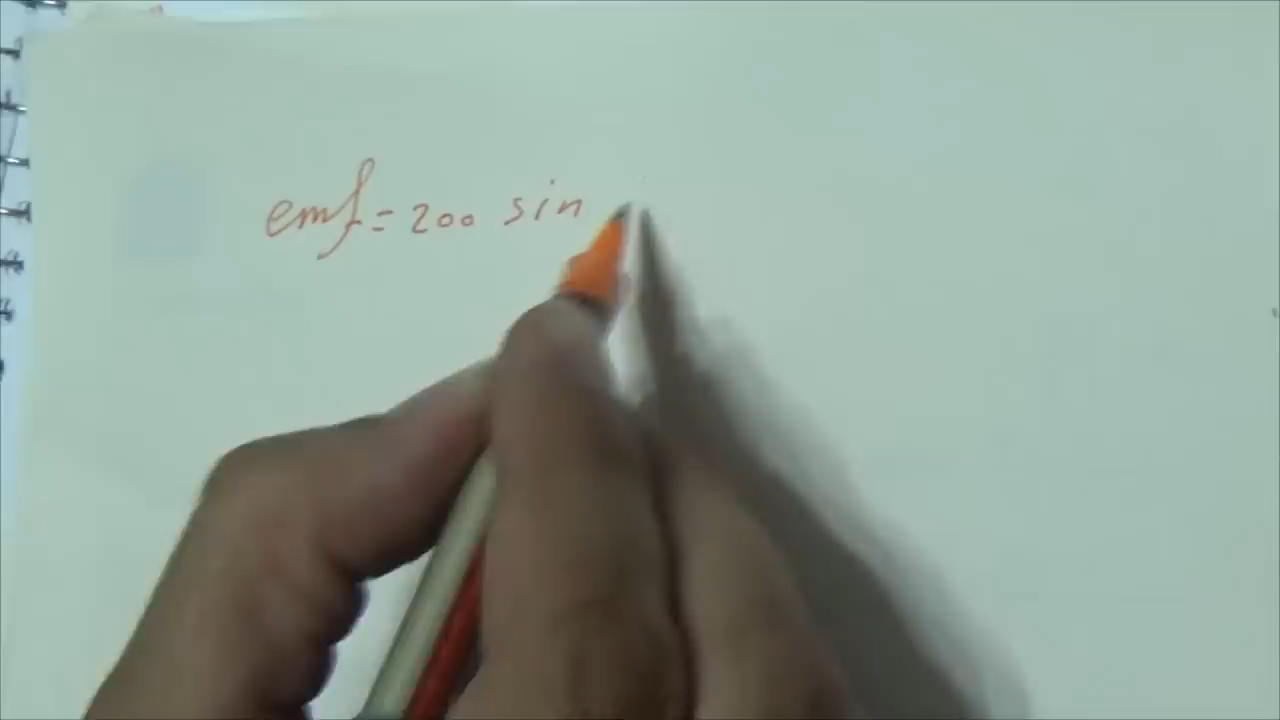 emf = 200 sin